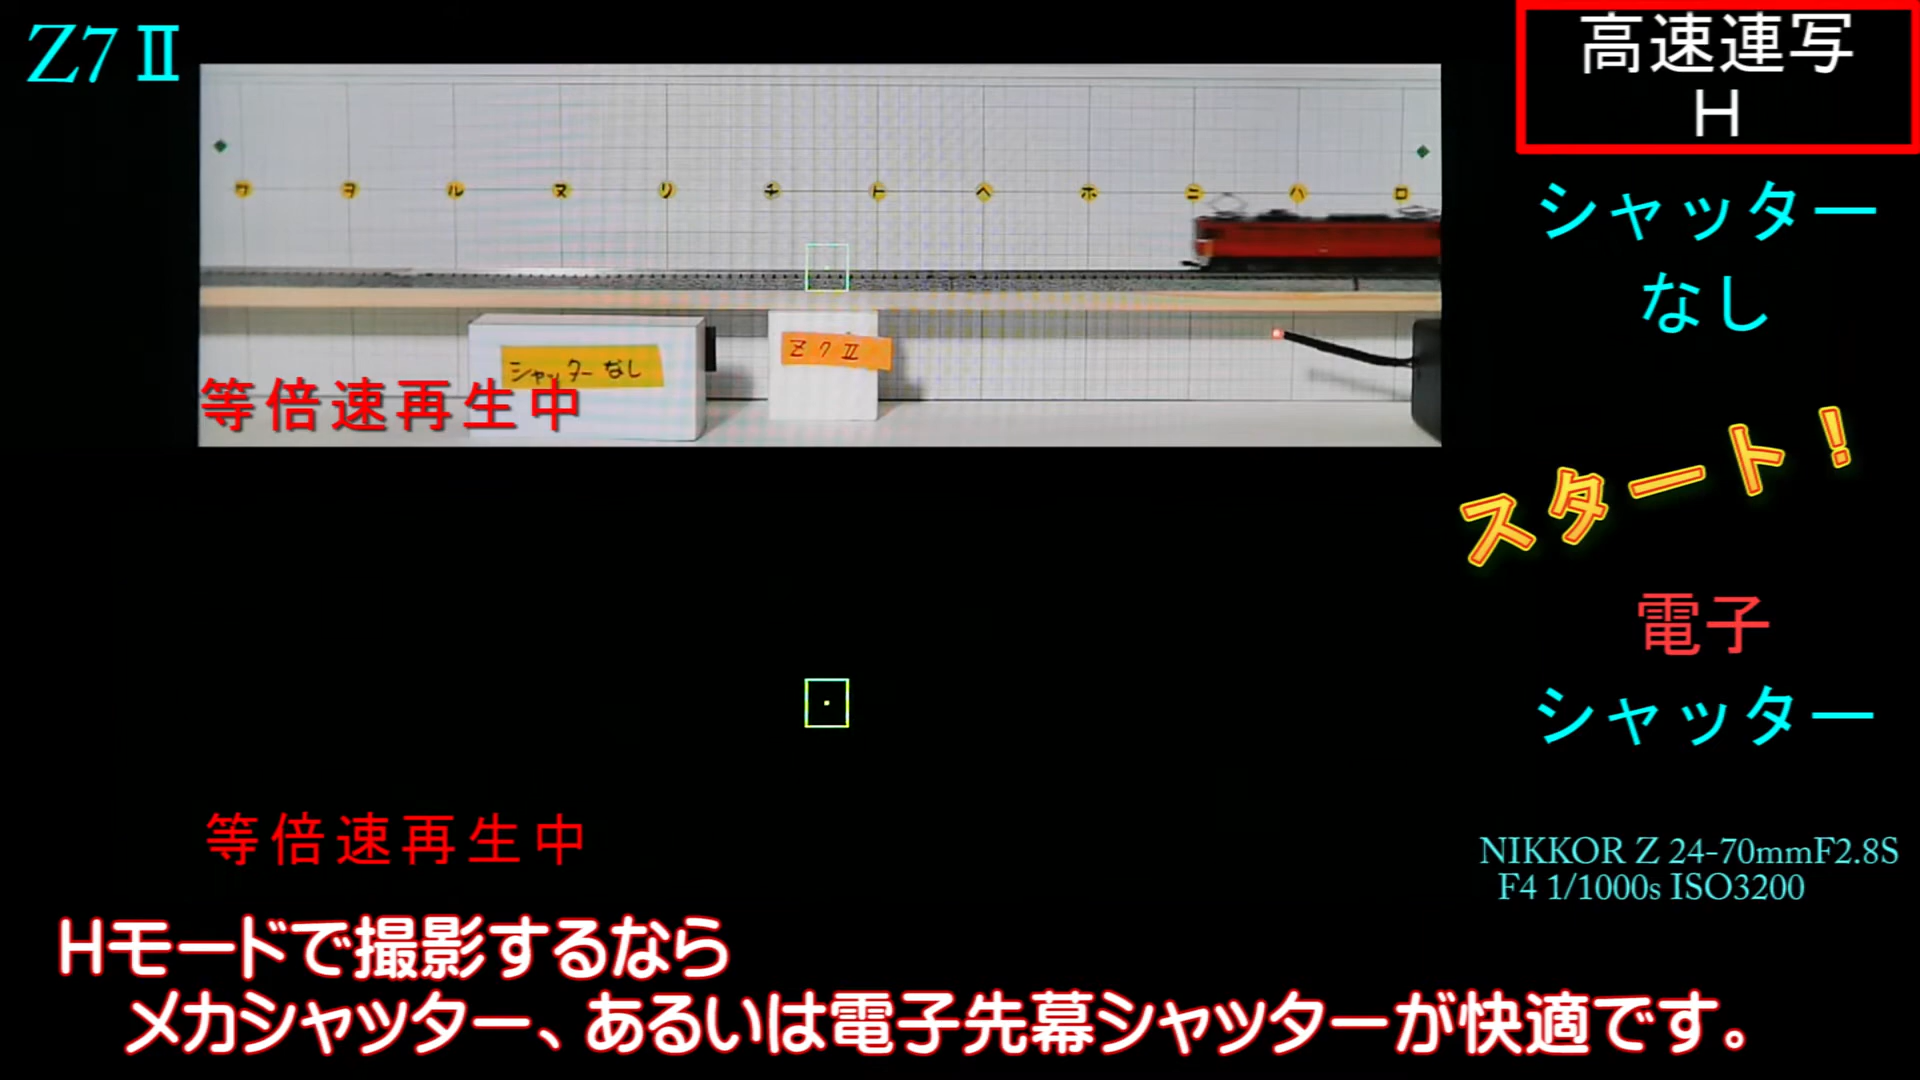 Z7Ⅱ
高速連写
H
ワ ヲ ル ヌ リ チ ト ヘ ホ ニ ハ ロ
シャッター
なし
シャッターなし
Z7Ⅱ
等倍速再生中
スタート！
電子
シャッター
等倍速再生中
NIKKOR Z 24-70mmF2.8S
F4 1/1000s ISO3200
Hモードで撮影するなら
メカシャッター、あるいは電子先幕シャッターが快適です。